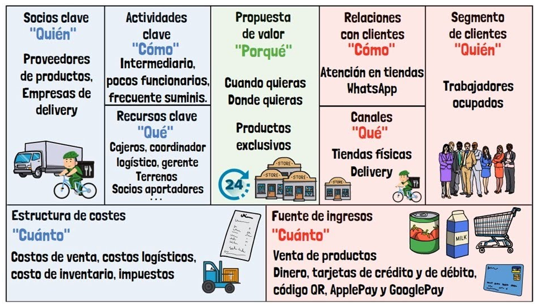 Socios clave
"Quién"
Proveedores
de productos,
Empresas de
delivery
Actividades
clave
"Cómo"
Intermediario,
pocos funcionarios,
frecuente suminis.
Recursos clave
"Qué"
Cajeros, coordinador
logístico, gerente
Terrenos
Socios aportadores
...
Propuesta
de valor
"Porqué"
Cuando quieras
Donde quieras
Productos
exclusivos
24
STORE
STORE
STORE
Relaciones
con clientes
"Cómo"
Atención en tiendas
WhatsApp
Canales
"Qué"
Tiendas físicas
Delivery
Segmento
de clientes
"Quién"
Trabajadores
ocupados
Estructura de costes
"Cuánto"
Costos de venta, costos logísticos,
costo de inventario, impuestos
Fuente de ingresos
"Cuánto"
Venta de productos
Dinero, tarjetas de crédito y de débito,
código QR, ApplePay y GooglePay
MILK